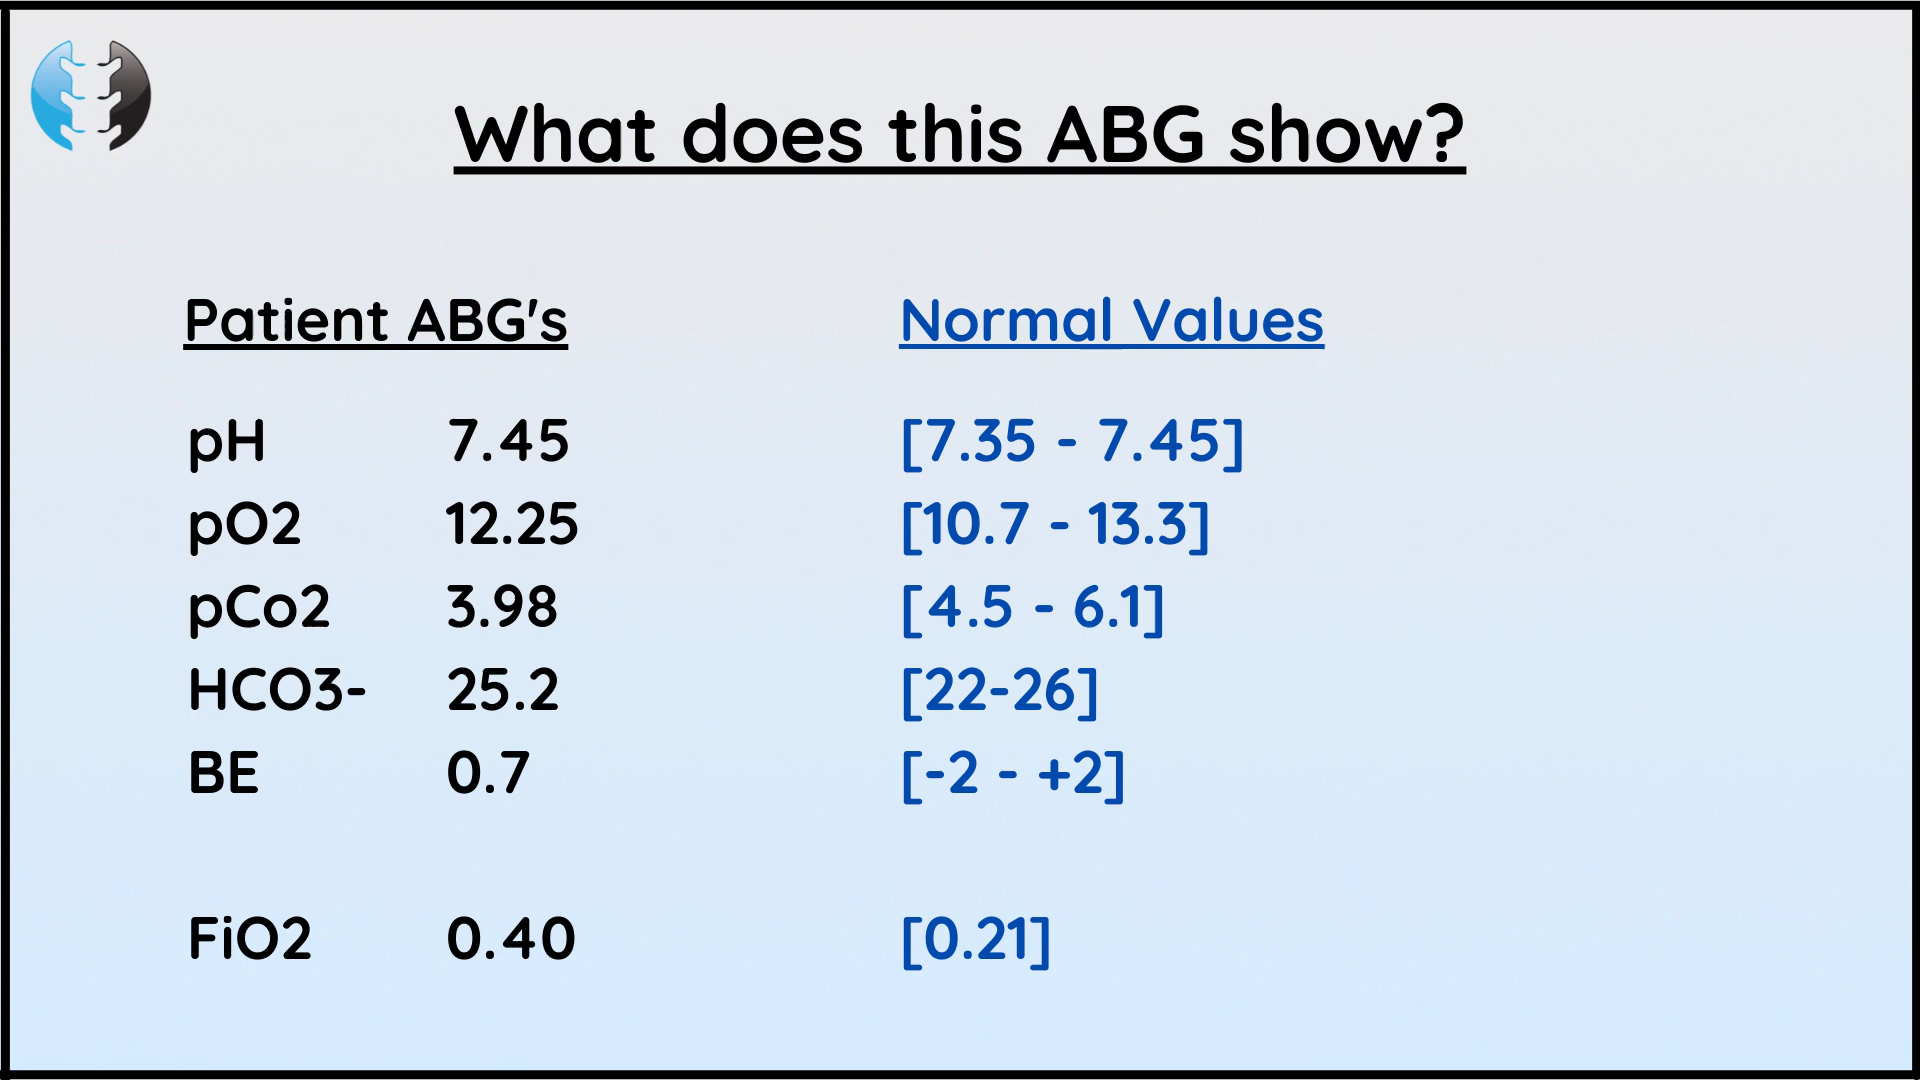 What does this ABG show?
Patient ABG's Normal Values
pH 7.45 [7.35 - 7.45]
pO2 12.25 [10.7 - 13.3]
pCo2 3.98 [4.5 - 6.1]
HCO3- 25.2 [22-26]
BE 0.7 [-2 - +2]
FiO2 0.40 [0.21]